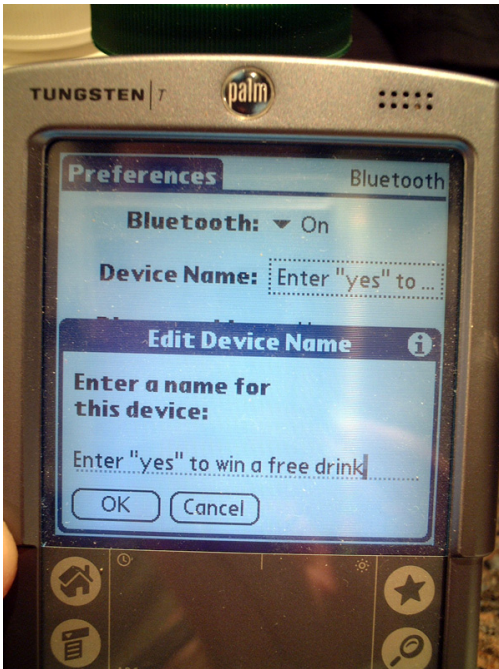 TUNGSTEN | T
palm
Preferences
Bluetooth
Bluetooth: On
Device Name: Enter "yes" to ...
Edit Device Name
Enter a name for
this device:
Enter "yes" to win a free drink
OK Cancel